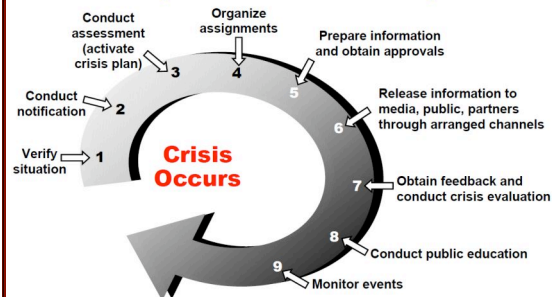 Verify
situation
1
Conduct
notification
2
Conduct
assessment
(activate
crisis plan)
3
Organize
assignments
4
Prepare information
and obtain approvals
5
Release information to
media, public, partners
through arranged channels
6
Obtain feedback and
conduct crisis evaluation
7
Conduct public education
8
Monitor events
9
Crisis
Occurs